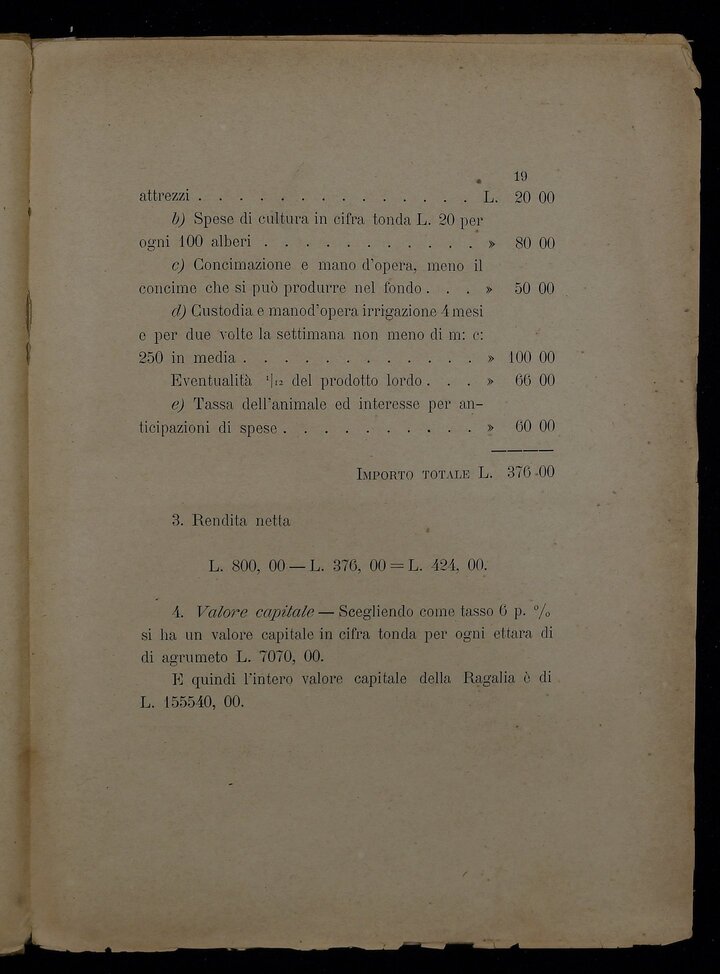 19
attrezzi . . . . . . . . . . . . . . L. 20 00
b) Spese di cultura in cifra tonda L. 20 per
ogni 100 alberi . . . . . . . . . . . » 80 00
c) Concimazione e mano d'opera, meno il
concime che si può produrre nel fondo . . . » 50 00
d) Custodia e manod'opera irrigazione 4 mesi
e per due volte la settimana non meno di m: c:
250 in media . . . . . . . . . . . . » 100 00
Eventualità ¹|₁₂ del prodotto lordo . . . » 66 00
e) Tassa dell'animale ed interesse per an-
ticipazioni di spese . . . . . . . . . . » 60 00
IMPORTO TOTALE L. 376 00
3. Rendita netta
L. 800, 00 — L. 376, 00 = L. 424, 00.
4. Valore capitale — Scegliendo come tasso 6 p. %
si ha un valore capitale in cifra tonda per ogni ettara di
di agrumeto L. 7070, 00.
E quindi l'intero valore capitale della Ragalia è di
L. 155540, 00.